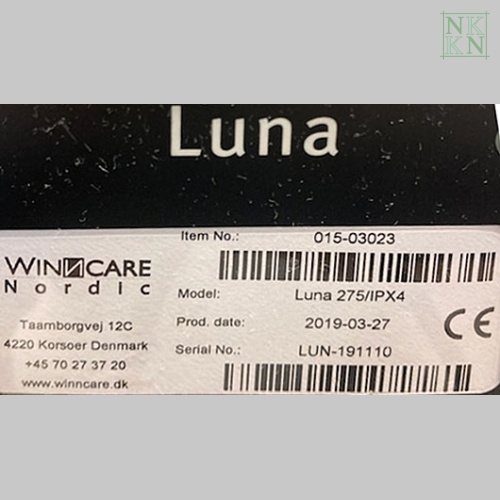 NK
KN
Luna
Item No.: 015-03023
WINNCARE
Nordic
Model: Luna 275/IPX4
Taamborgvej 12C
Prod. date: 2019-03-27
CE
4220 Korsoer Denmark
Serial No.: LUN-191110
+45 70 27 37 20
www.winncare.dk